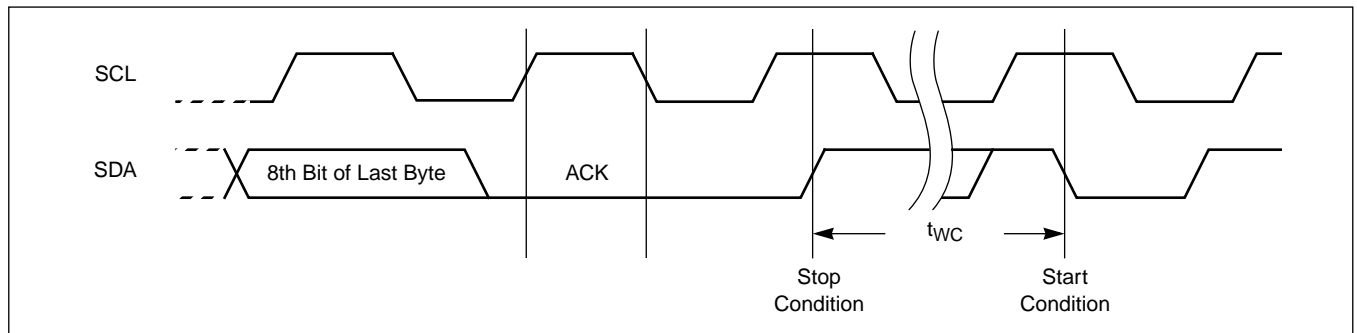 SCL
SDA
8th Bit of Last Byte
ACK
tWC
Stop
Condition
Start
Condition